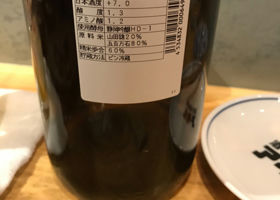 日本酒度 +7.0
酸 度 1.3
アミノ酸 1.2
使用酵母 静岡酵母HD-1
原料米 山田錦20%
五百万石80%
精米歩合 60%
貯蔵方法 ビン冷蔵